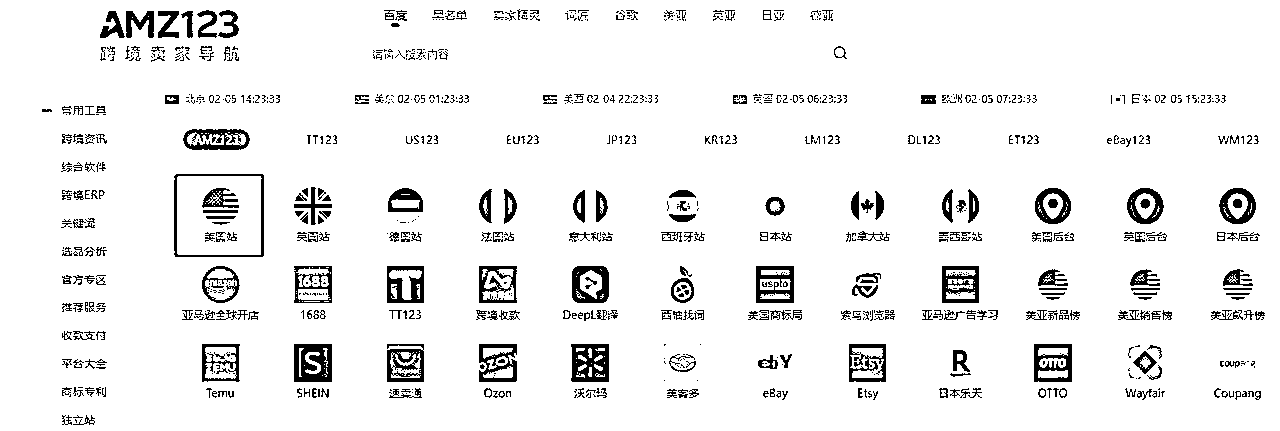 AMZ123
跨境卖家导航
百度 黑名单 卖家精灵 词匠 谷歌 美亚 英亚 日亚 德亚
请输入搜索内容
北京 02-05 14:23:33 美东 02-05 01:23:33 美西 02-04 22:23:33 英国 02-05 06:23:33 欧洲 02-05 07:23:33 日本 02-05 15:23:33
常用工具
跨境资讯
综合软件
跨境ERP
关键词
选品分析
官方专区
推荐服务
收款支付
平台大全
商标专利
独立站
AMZ123 TT123 US123 EU123 JP123 KR123 LM123 DL123 ET123 eBay123 WM123
美国站 英国站 德国站 法国站 意大利站 西班牙站 日本站 加拿大站 墨西哥站 美国后台 英国后台 日本后台
amazon 1688 uspto
亚马逊全球开店 1688 TT123 跨境收款 DeepL翻译 西柚找词 美国商标局 紫鸟浏览器 亚马逊广告学习 美亚新品榜 美亚销售榜 美亚飙升榜
TEMU OZON ebY Etsy R OTTO coupang
Temu SHEIN 速卖通 Ozon 沃尔玛 美客多 eBay Etsy 日本乐天 OTTO Wayfair Coupang